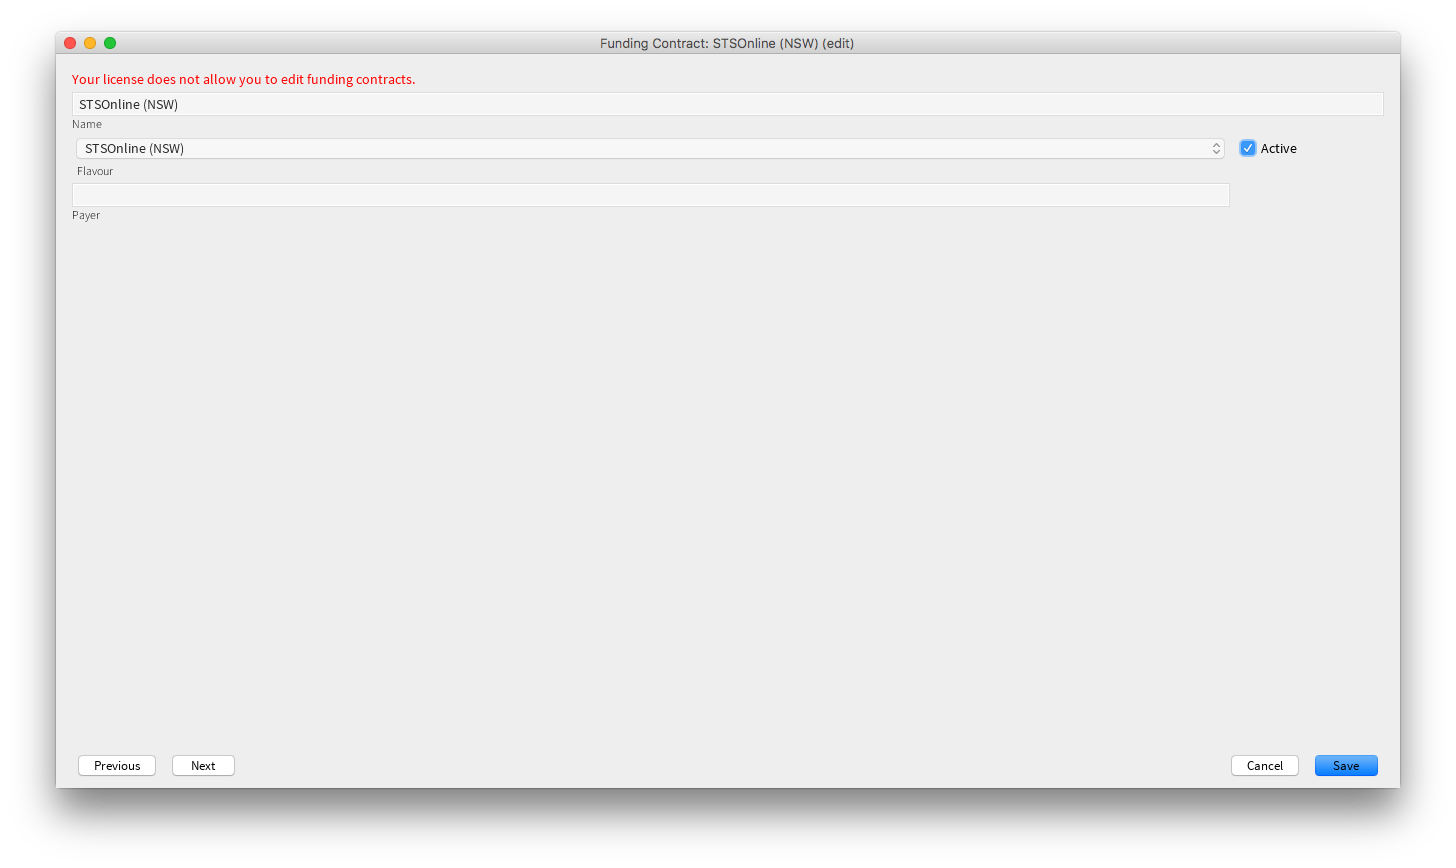 Funding Contract: STSOnline (NSW) (edit)
Your license does not allow you to edit funding contracts.
STSOnline (NSW)
Name
STSOnline (NSW)
Active
Flavour
Payer
Previous
Next
Cancel
Save